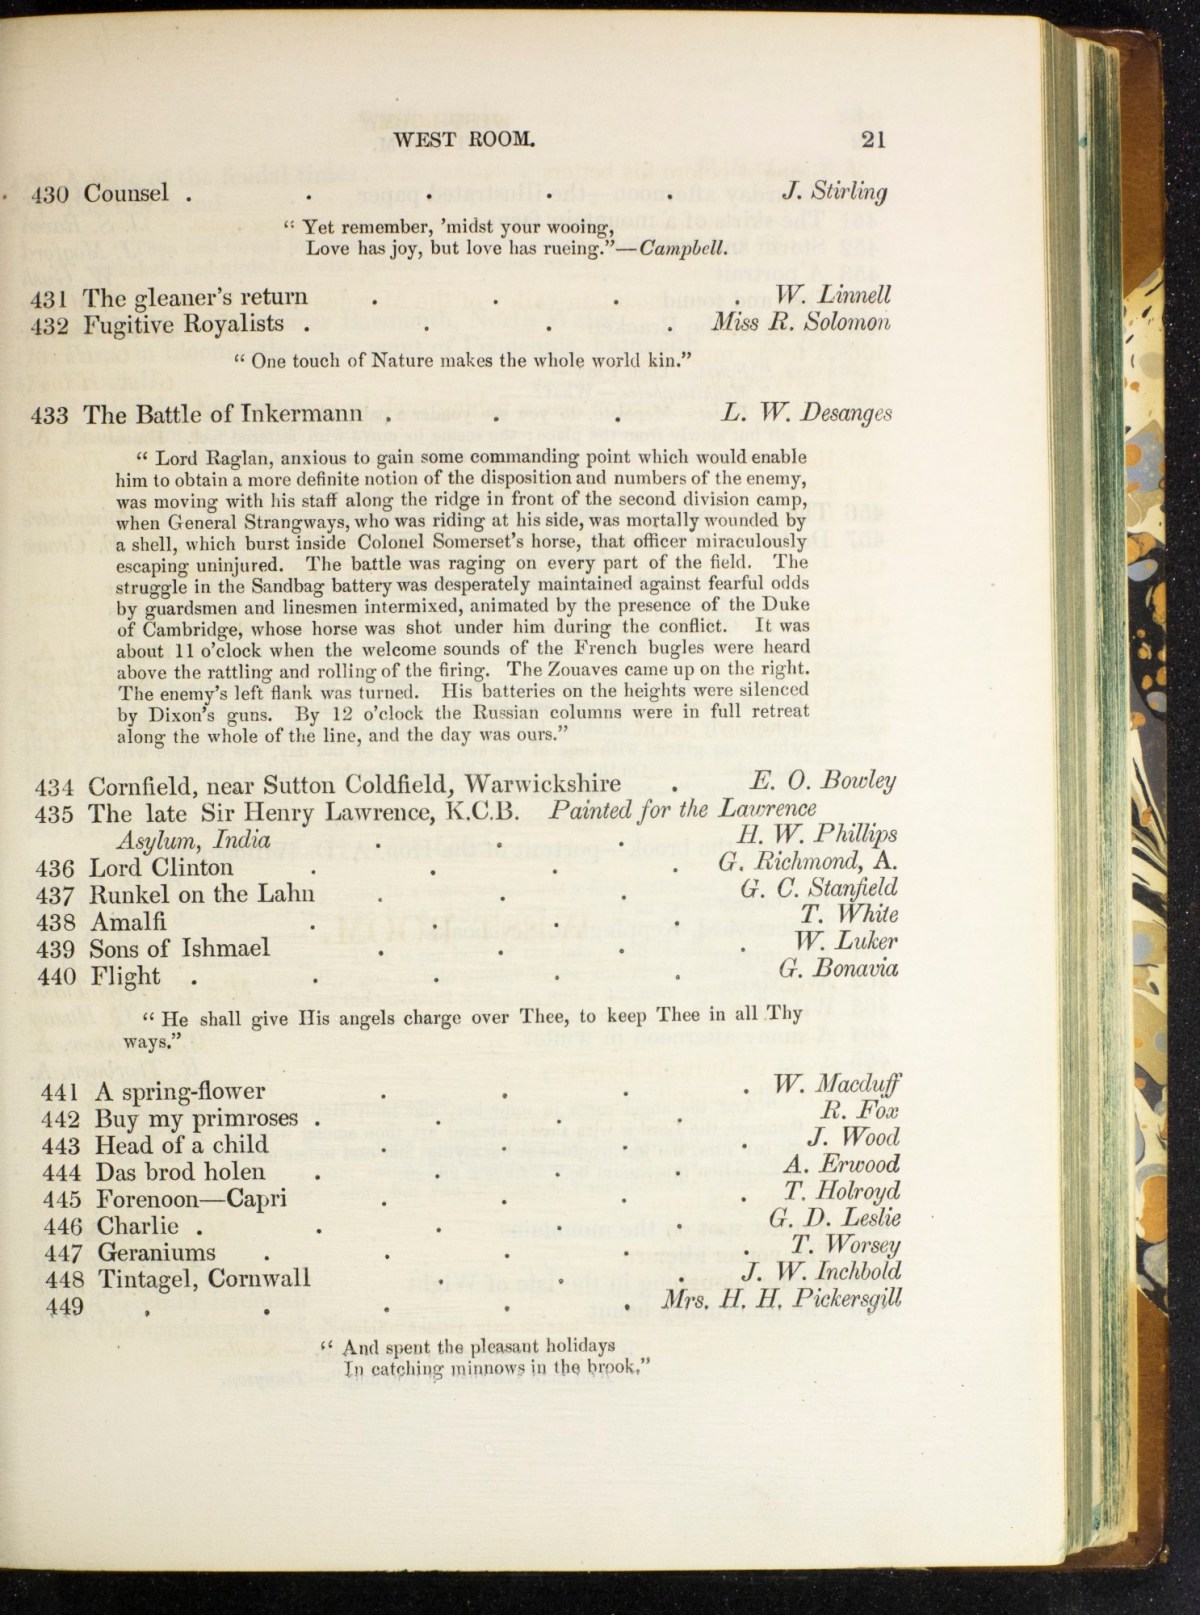 WEST ROOM. 21
430 Counsel . . . . . J. Stirling
“ Yet remember, ’midst your wooing,
Love has joy, but love has rueing.”—Campbell.
431 The gleaner’s return . . . . W. Linnell
432 Fugitive Royalists . . . . Miss R. Solomon
“ One touch of Nature makes the whole world kin.”
433 The Battle of Inkermann . . . L. W. Desanges
“ Lord Raglan, anxious to gain some commanding point which would enable
him to obtain a more definite notion of the disposition and numbers of the enemy,
was moving with his staff along the ridge in front of the second division camp,
when General Strangways, who was riding at his side, was mortally wounded by
a shell, which burst inside Colonel Somerset’s horse, that officer miraculously
escaping uninjured. The battle was raging on every part of the field. The
struggle in the Sandbag battery was desperately maintained against fearful odds
by guardsmen and linesmen intermixed, animated by the presence of the Duke
of Cambridge, whose horse was shot under him during the conflict. It was
about 11 o’clock when the welcome sounds of the French bugles were heard
above the rattling and rolling of the firing. The Zouaves came up on the right.
The enemy’s left flank was turned. His batteries on the heights were silenced
by Dixon’s guns. By 12 o’clock the Russian columns were in full retreat
along the whole of the line, and the day was ours.”
434 Cornfield, near Sutton Coldfield, Warwickshire . E. O. Bowley
435 The late Sir Henry Lawrence, K.C.B. Painted for the Lawrence
Asylum, India . . . H. W. Phillips
436 Lord Clinton . . . . G. Richmond, A.
437 Runkel on the Lahn . . . G. C. Stanfield
438 Amalfi . . . . T. White
439 Sons of Ishmael . . . . W. Luker
440 Flight . . . . . G. Bonavia
“ He shall give His angels charge over Thee, to keep Thee in all Thy
ways.”
441 A spring-flower . . . . W. Macduff
442 Buy my primroses . . . . R. Fox
443 Head of a child . . . . J. Wood
444 Das brod holen . . . . A. Erwood
445 Forenoon—Capri . . . . T. Holroyd
446 Charlie . . . . . G. D. Leslie
447 Geraniums . . . . . T. Worsey
448 Tintagel, Cornwall . . . J. W. Inchbold
449 . . . . . Mrs. H. H. Pickersgill
“ And spent the pleasant holidays
In catching minnows in the brook.”